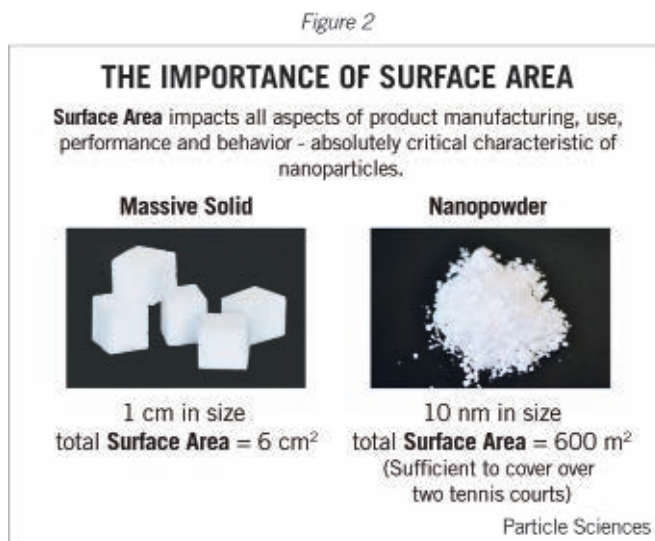 Figure 2
THE IMPORTANCE OF SURFACE AREA
Surface Area impacts all aspects of product manufacturing, use,
performance and behavior - absolutely critical characteristic of
nanoparticles.
Massive Solid
Nanopowder
1 cm in size
total Surface Area = 6 cm²
10 nm in size
total Surface Area = 600 m²
(Sufficient to cover over
two tennis courts)
Particle Sciences